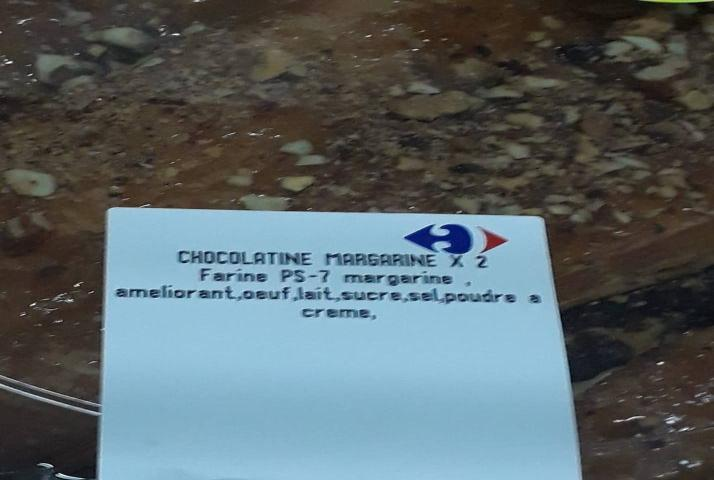 CHOCOLATINE MARGARINE X 2
Farine PS-7 margarine ,
ameliorant,oeuf,lait,sucre,sel,poudre a
creme,